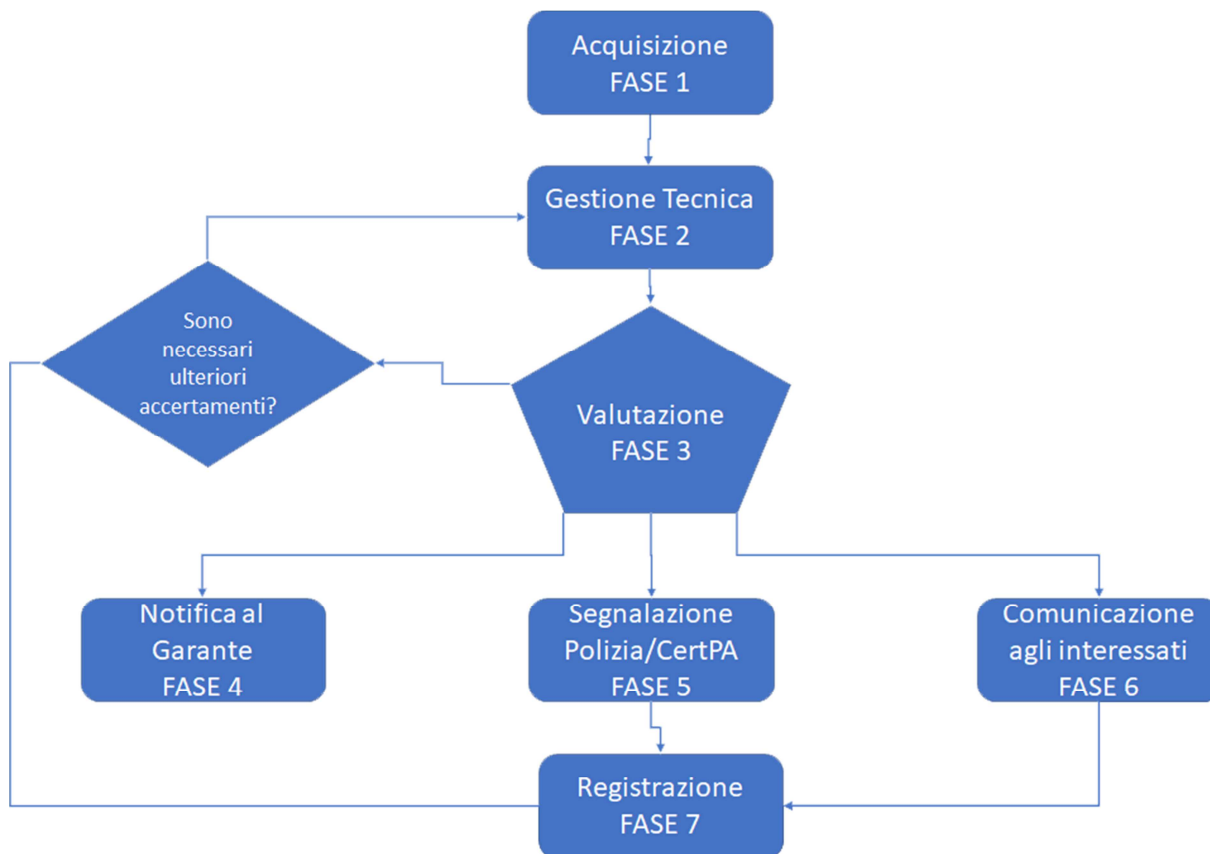 Acquisizione
FASE 1
Gestione Tecnica
FASE 2
Sono
necessari
ulteriori
accertamenti?
Valutazione
FASE 3
Notifica al
Garante
FASE 4
Segnalazione
Polizia/CertPA
FASE 5
Comunicazione
agli interessati
FASE 6
Registrazione
FASE 7